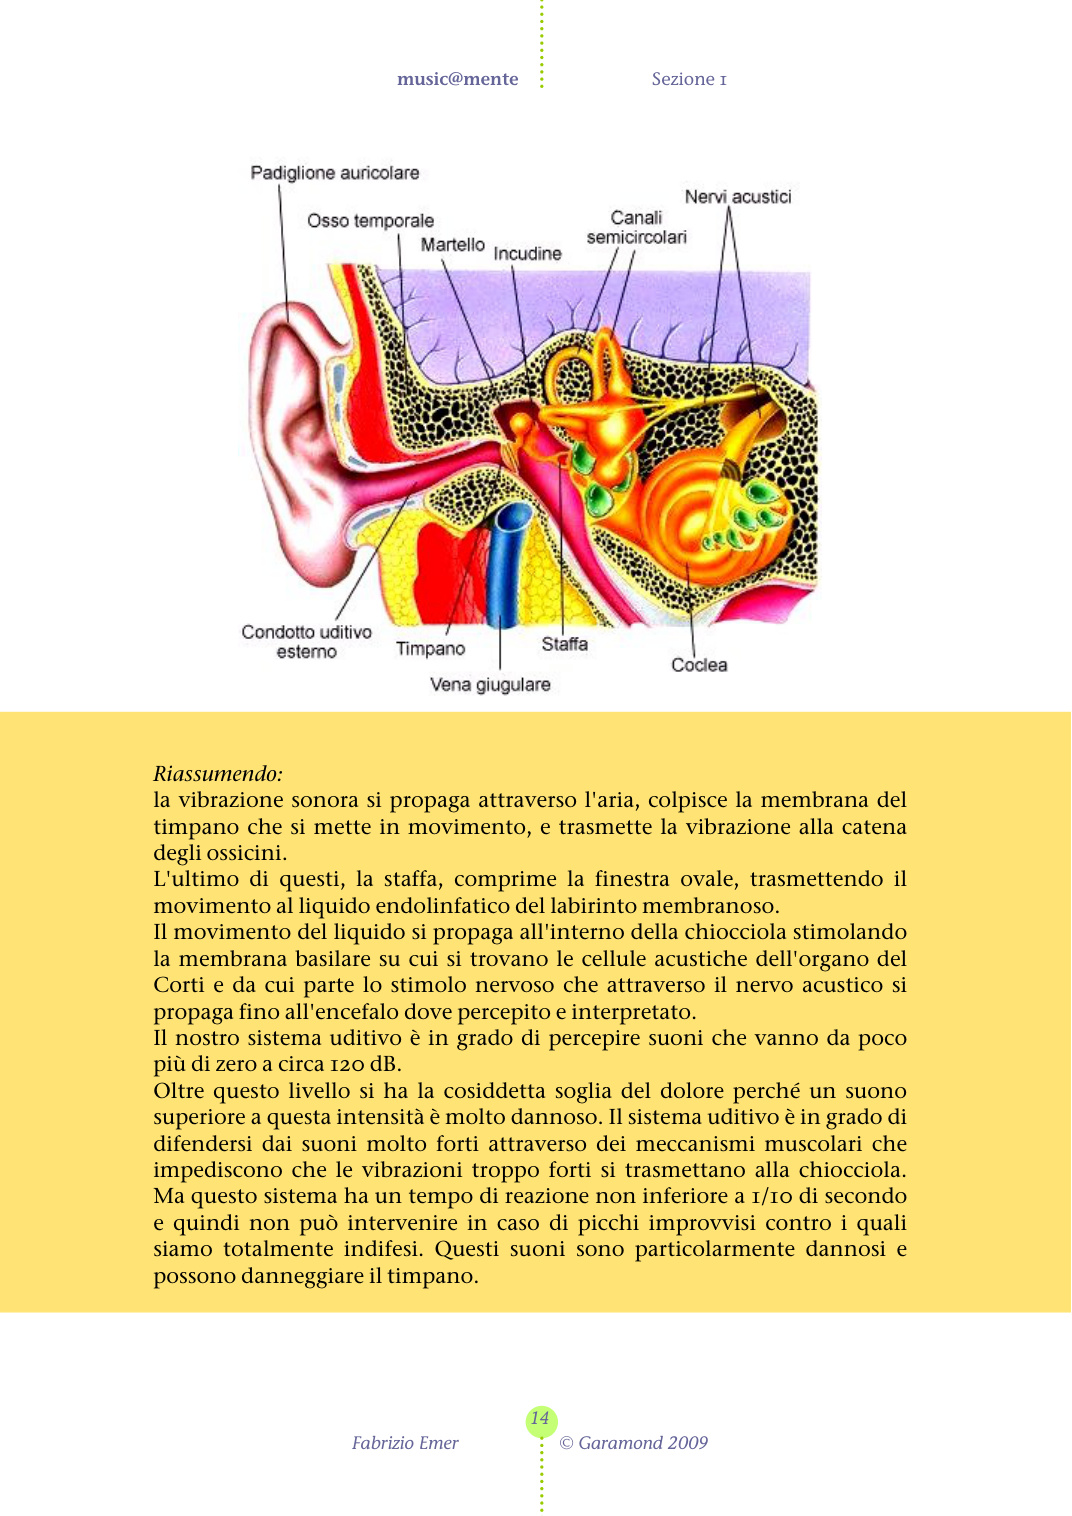 music@mente
Sezione 1
Padiglione auricolare
Nervi acustici
Osso temporale
Canali
semicircolari
Martello
Incudine
Condotto uditivo
esterno
Timpano
Staffa
Coclea
Vena giugulare
Riassumendo:
la vibrazione sonora si propaga attraverso l'aria, colpisce la membrana del
timpano che si mette in movimento, e trasmette la vibrazione alla catena
degli ossicini.
L'ultimo di questi, la staffa, comprime la finestra ovale, trasmettendo il
movimento al liquido endolinfatico del labirinto membranoso.
Il movimento del liquido si propaga all'interno della chiocciola stimolando
la membrana basilare su cui si trovano le cellule acustiche dell'organo del
Corti e da cui parte lo stimolo nervoso che attraverso il nervo acustico si
propaga fino all'encefalo dove percepito e interpretato.
Il nostro sistema uditivo è in grado di percepire suoni che vanno da poco
più di zero a circa 120 dB.
Oltre questo livello si ha la cosiddetta soglia del dolore perché un suono
superiore a questa intensità è molto dannoso. Il sistema uditivo è in grado di
difendersi dai suoni molto forti attraverso dei meccanismi muscolari che
impediscono che le vibrazioni troppo forti si trasmettano alla chiocciola.
Ma questo sistema ha un tempo di reazione non inferiore a 1/10 di secondo
e quindi non può intervenire in caso di picchi improvvisi contro i quali
siamo totalmente indifesi. Questi suoni sono particolarmente dannosi e
possono danneggiare il timpano.
14
Fabrizio Emer
© Garamond 2009